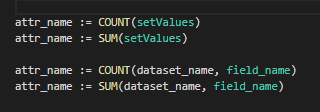 attr_name := COUNT(setValues)
attr_name := SUM(setValues)
attr_name := COUNT(dataset_name, field_name)
attr_name := SUM(dataset_name, field_name)